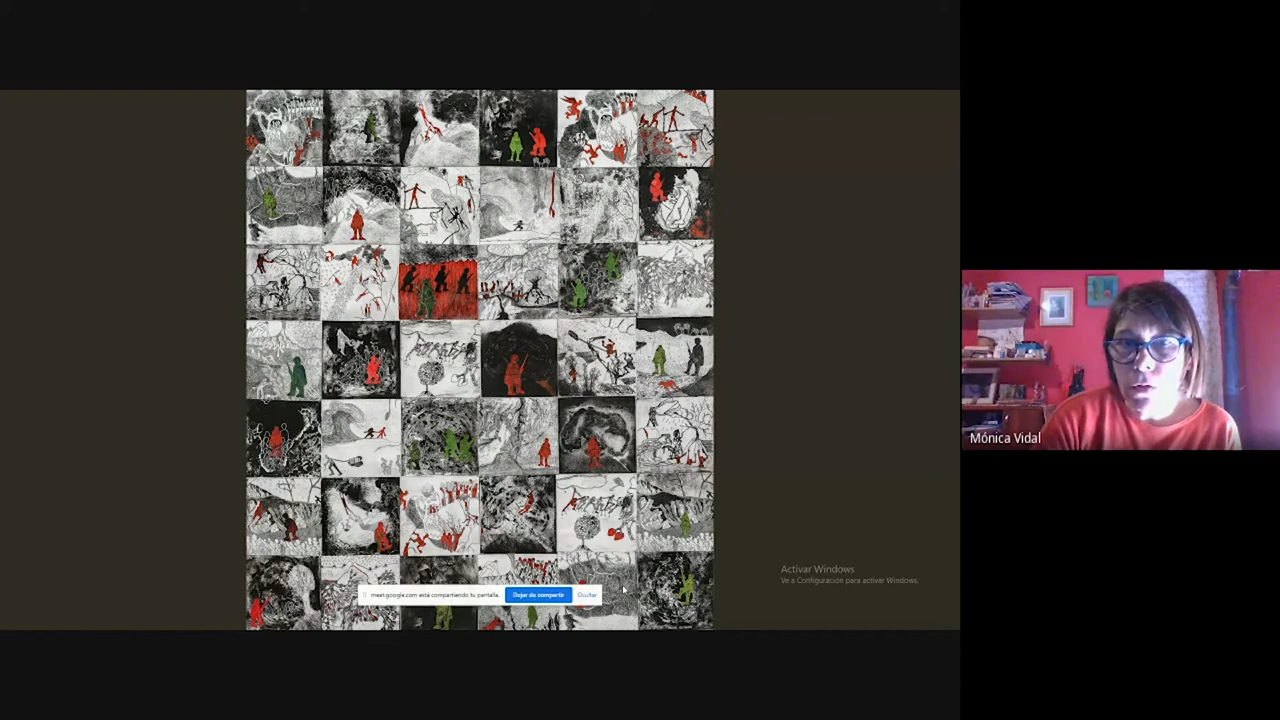 Mónica Vidal
Activar Windows
Ve a Configuración para activar Windows.
meet.google.com está compartiendo tu pantalla.
Dejar de compartir
Ocultar